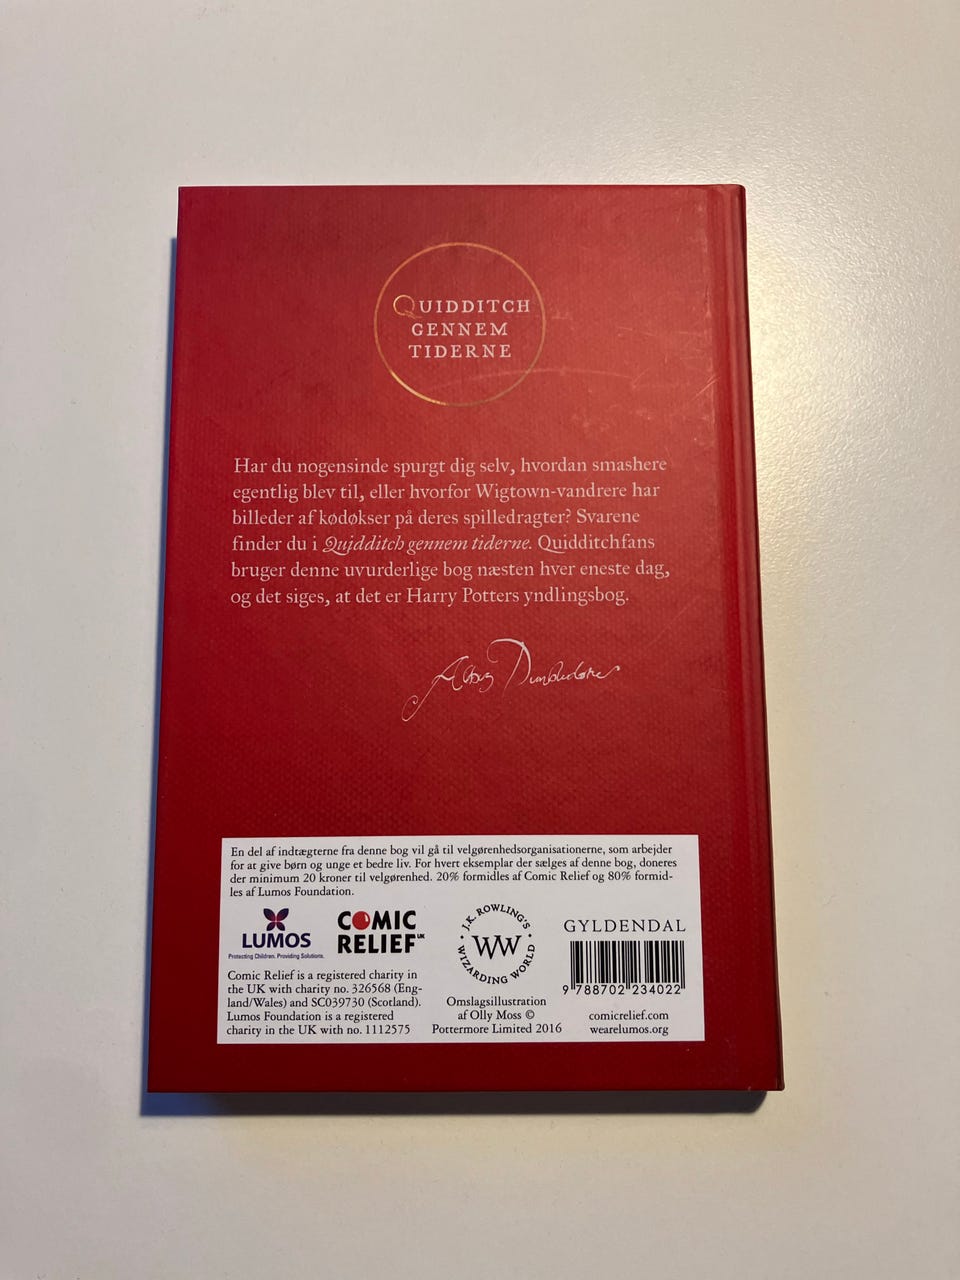 QUIDDITCH
GENNEM
TIDERNE
Har du nogensinde spurgt dig selv, hvordan smashere
egentlig blev til, eller hvorfor Wigtown-vandrere har
billeder af kødøkser på deres spilledragter? Svarene
finder du i Quidditch gennem tiderne. Quidditchfans
bruger denne uvurderlige bog næsten hver eneste dag,
og det siges, at det er Harry Potters yndlingsbog.
Albus Dumbledore
En del af indtægterne fra denne bog vil gå til velgørenhedsorganisationerne, som arbejder
for at give børn og unge et bedre liv. For hvert eksemplar der sælges af denne bog, doneres
der minimum 20 kroner til velgørenhed. 20% formidles af Comic Relief og 80% formid-
les af Lumos Foundation.
LUMOS
Protecting Children. Providing Solutions.
COMIC
RELIEF UK
Comic Relief is a registered charity in
the UK with charity no. 326568 (Eng-
land/Wales) and SC039730 (Scotland).
Lumos Foundation is a registered
charity in the UK with no. 1112575
J.K. ROWLING'S
WW
WIZARDING WORLD
Omslagsillustration
af Olly Moss ©
Pottermore Limited 2016
GYLDENDAL
9 788702 234022
comicrelief.com
wearelumos.org